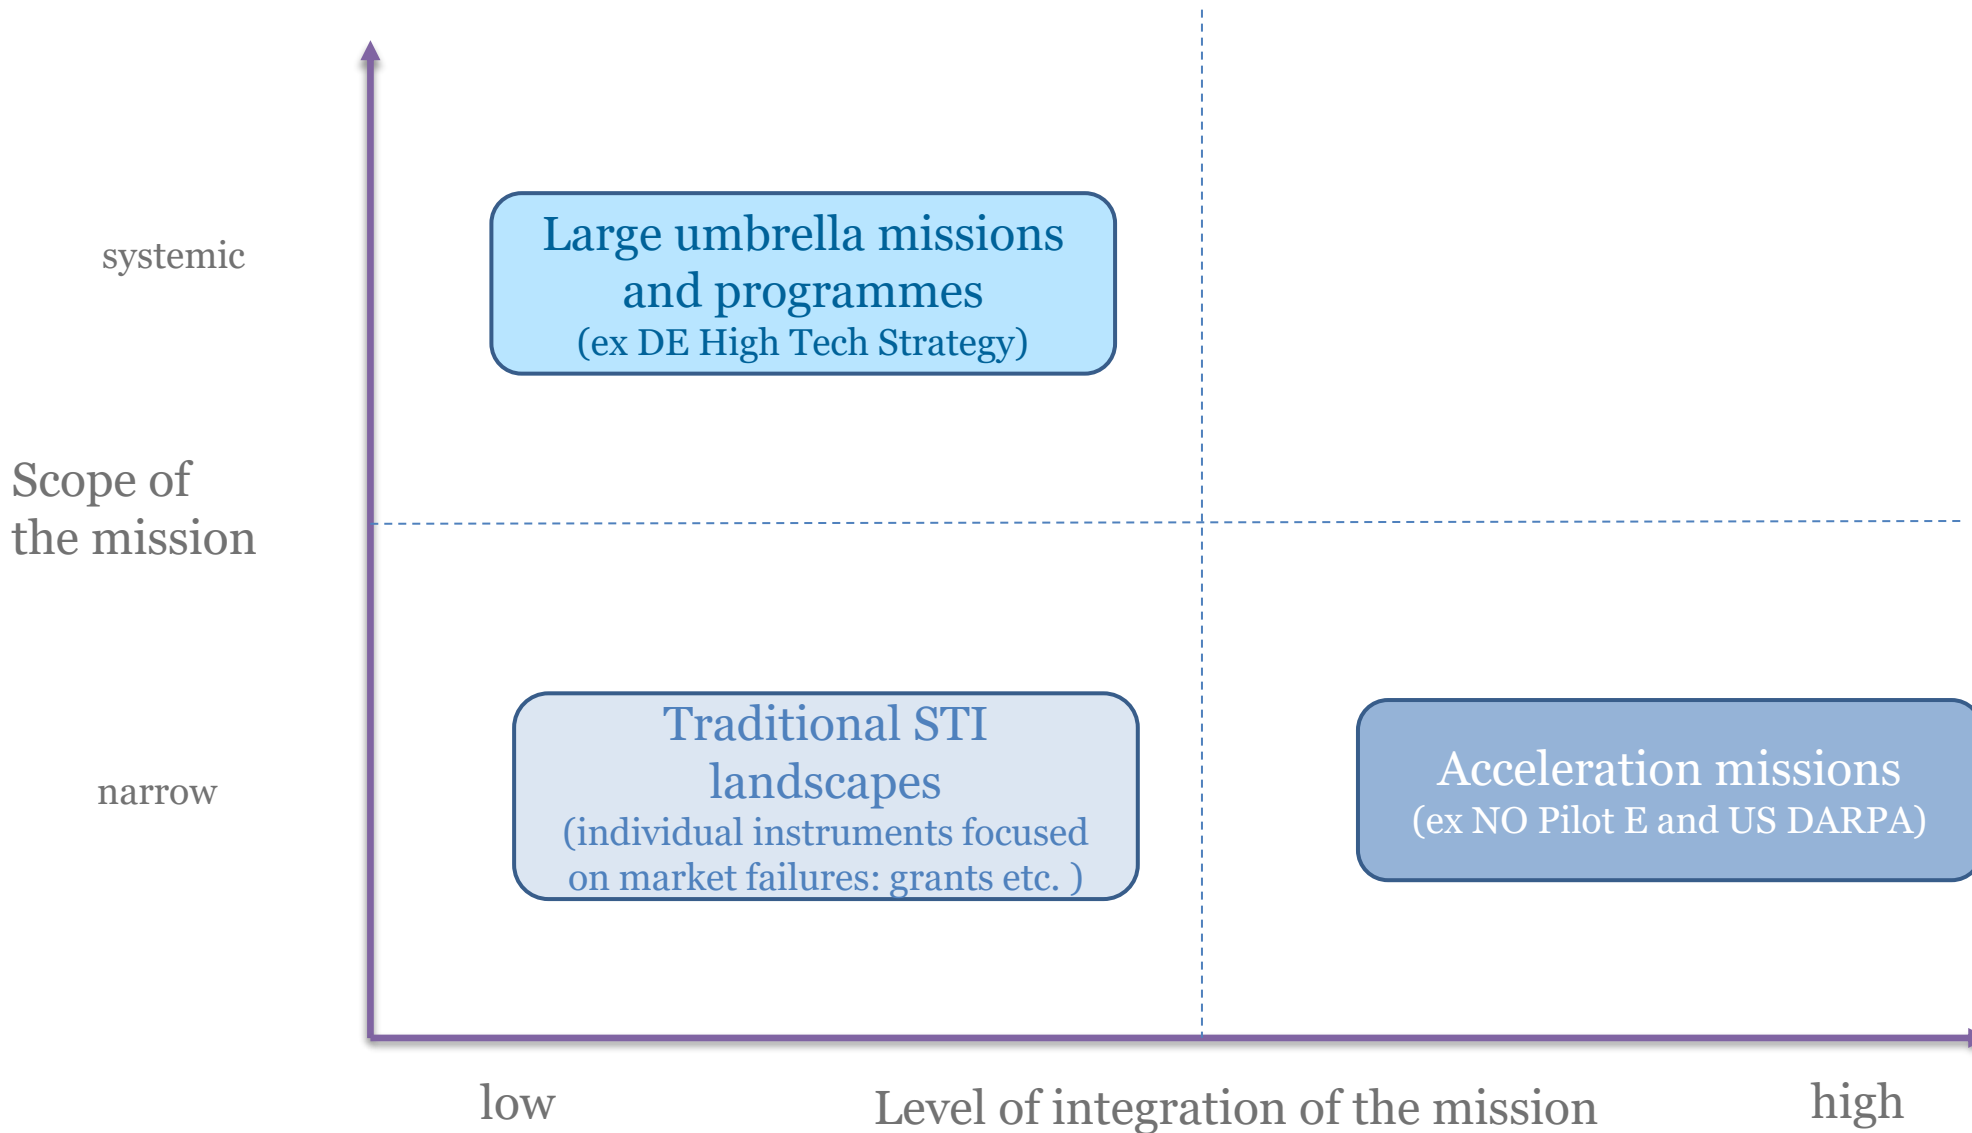 systemic
Large umbrella missions
and programmes
(ex DE High Tech Strategy)
Scope of
the mission
narrow
Traditional STI
landscapes
(individual instruments focused
on market failures: grants etc. )
Acceleration missions
(ex NO Pilot E and US DARPA)
low
Level of integration of the mission
high